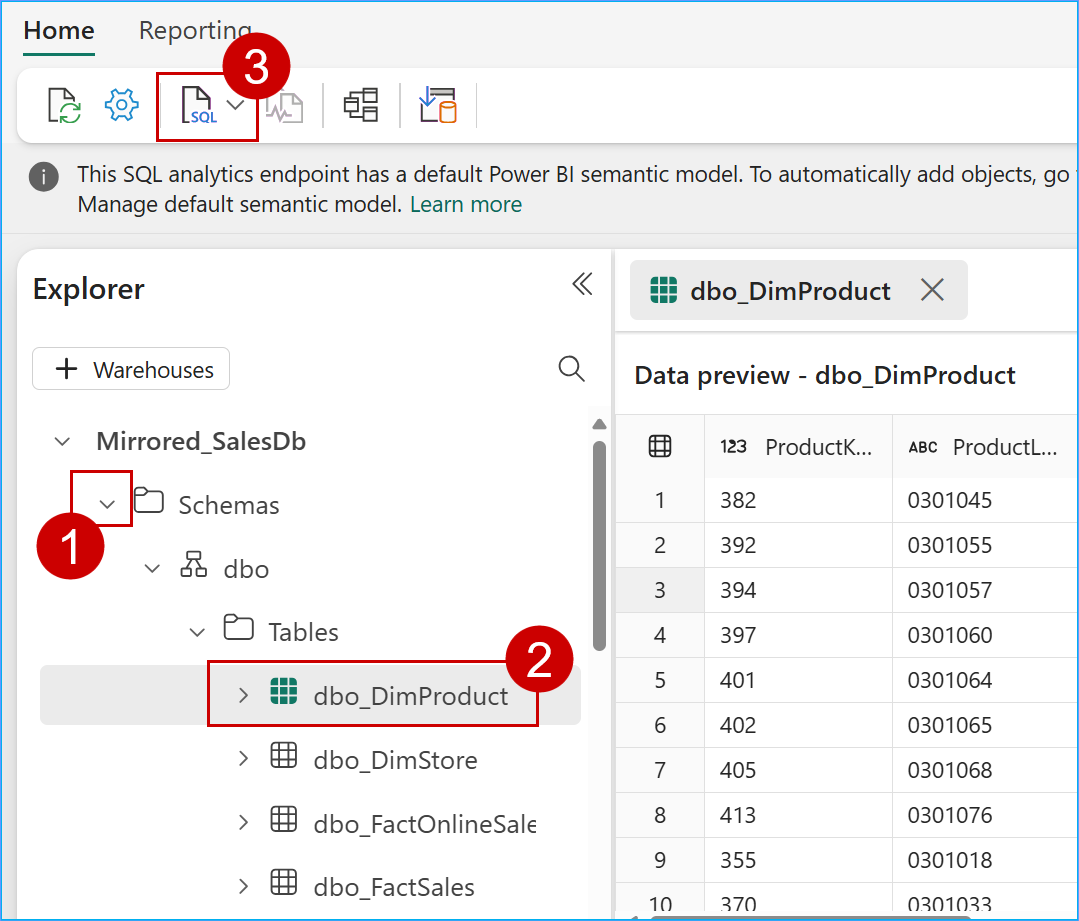 Home Reporting
3
SQL
This SQL analytics endpoint has a default Power BI semantic model. To automatically add objects, go
Manage default semantic model. Learn more
Explorer
Warehouses
Mirrored_SalesDb
Schemas
1
dbo
Tables
2
dbo_DimProduct
dbo_DimStore
dbo_FactOnlineSale
dbo_FactSales
dbo_DimProduct
Data preview - dbo_DimProduct
123 ProductK... ABC ProductL...
1 382 0301045
2 392 0301055
3 394 0301057
4 397 0301060
5 401 0301064
6 402 0301065
7 405 0301068
8 413 0301076
9 355 0301018
10 370 0301033